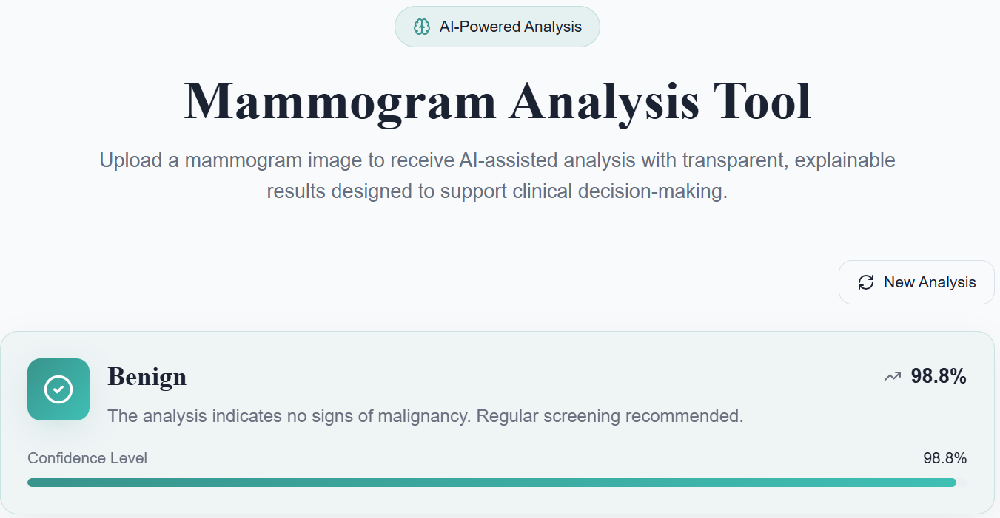 AI-Powered Analysis
Mammogram Analysis Tool
Upload a mammogram image to receive AI-assisted analysis with transparent, explainable
results designed to support clinical decision-making.
New Analysis
Benign
98.8%
The analysis indicates no signs of malignancy. Regular screening recommended.
Confidence Level
98.8%